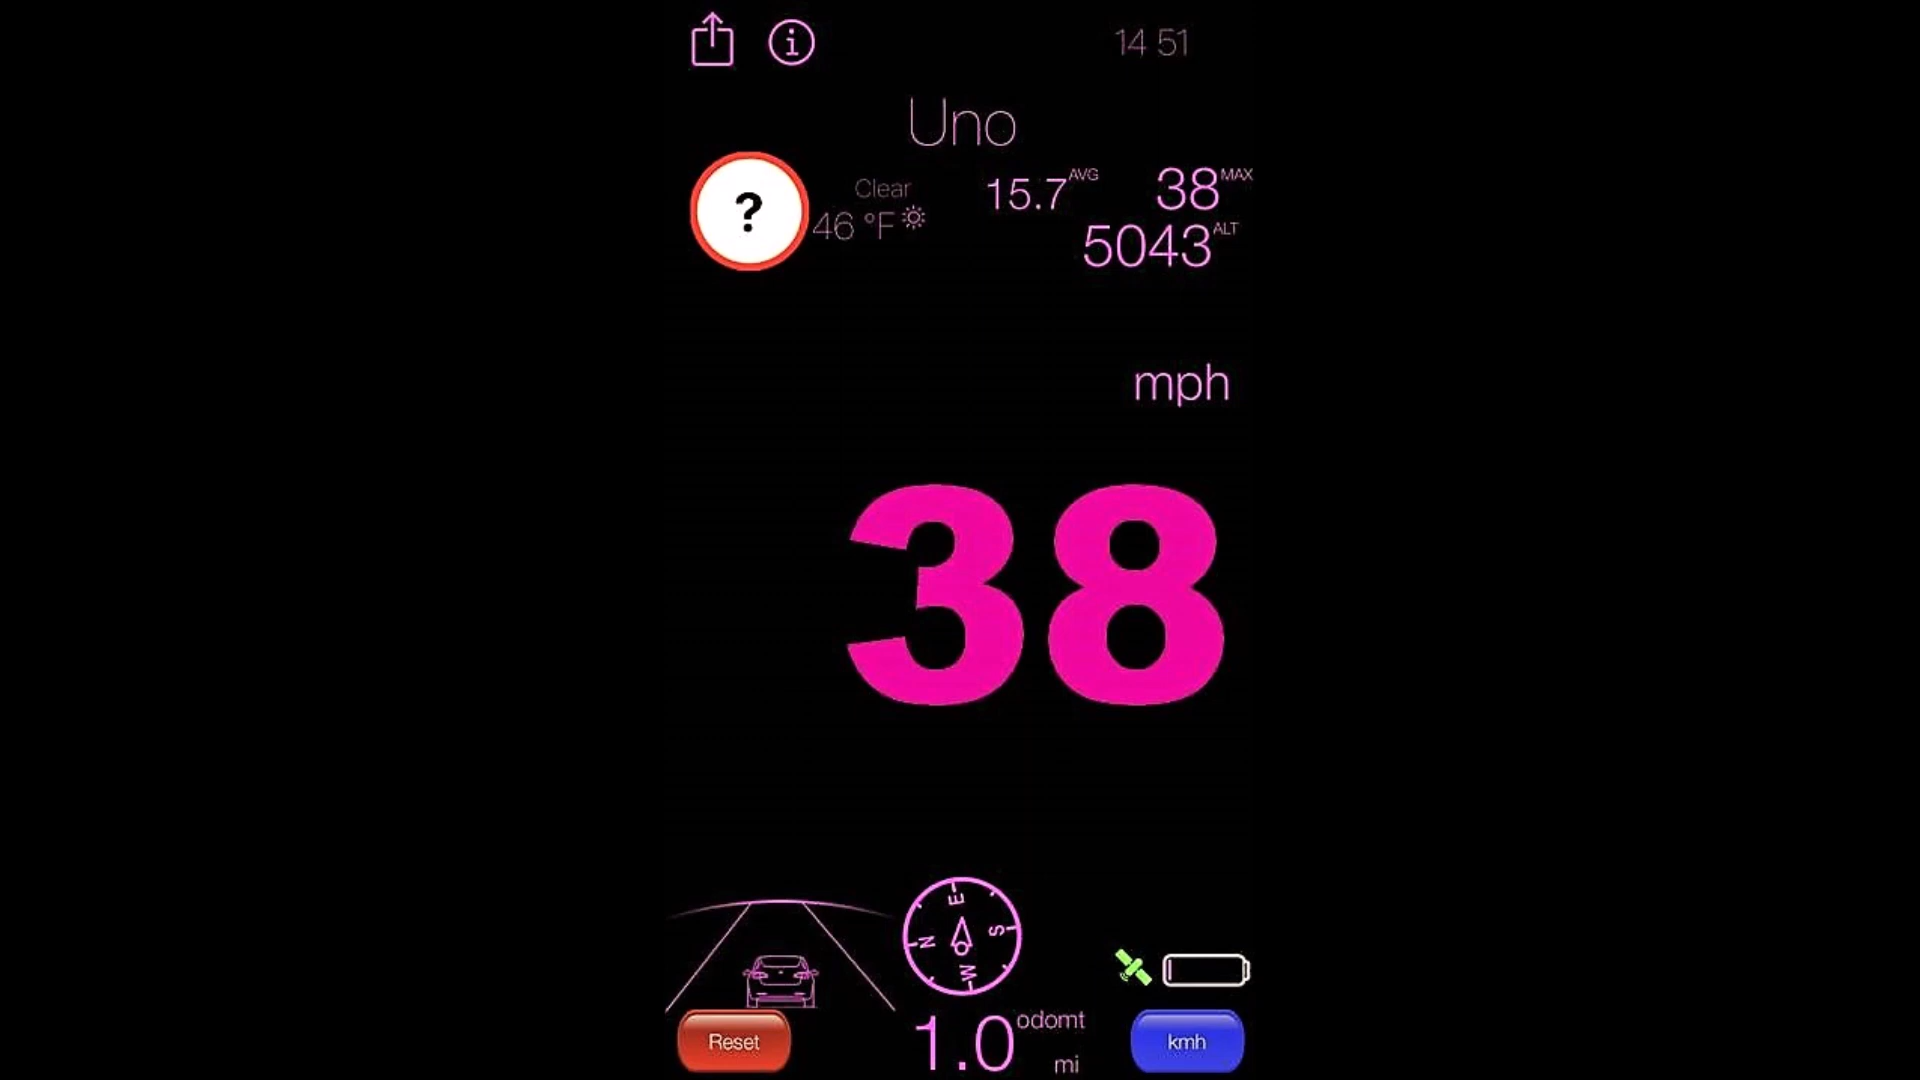 14 51
Uno
?
Clear
46 °F
15.7 AVG
38 MAX
5043 ALT
mph
38
E
N
S
W
1.0 odomt
mi
Reset
kmh